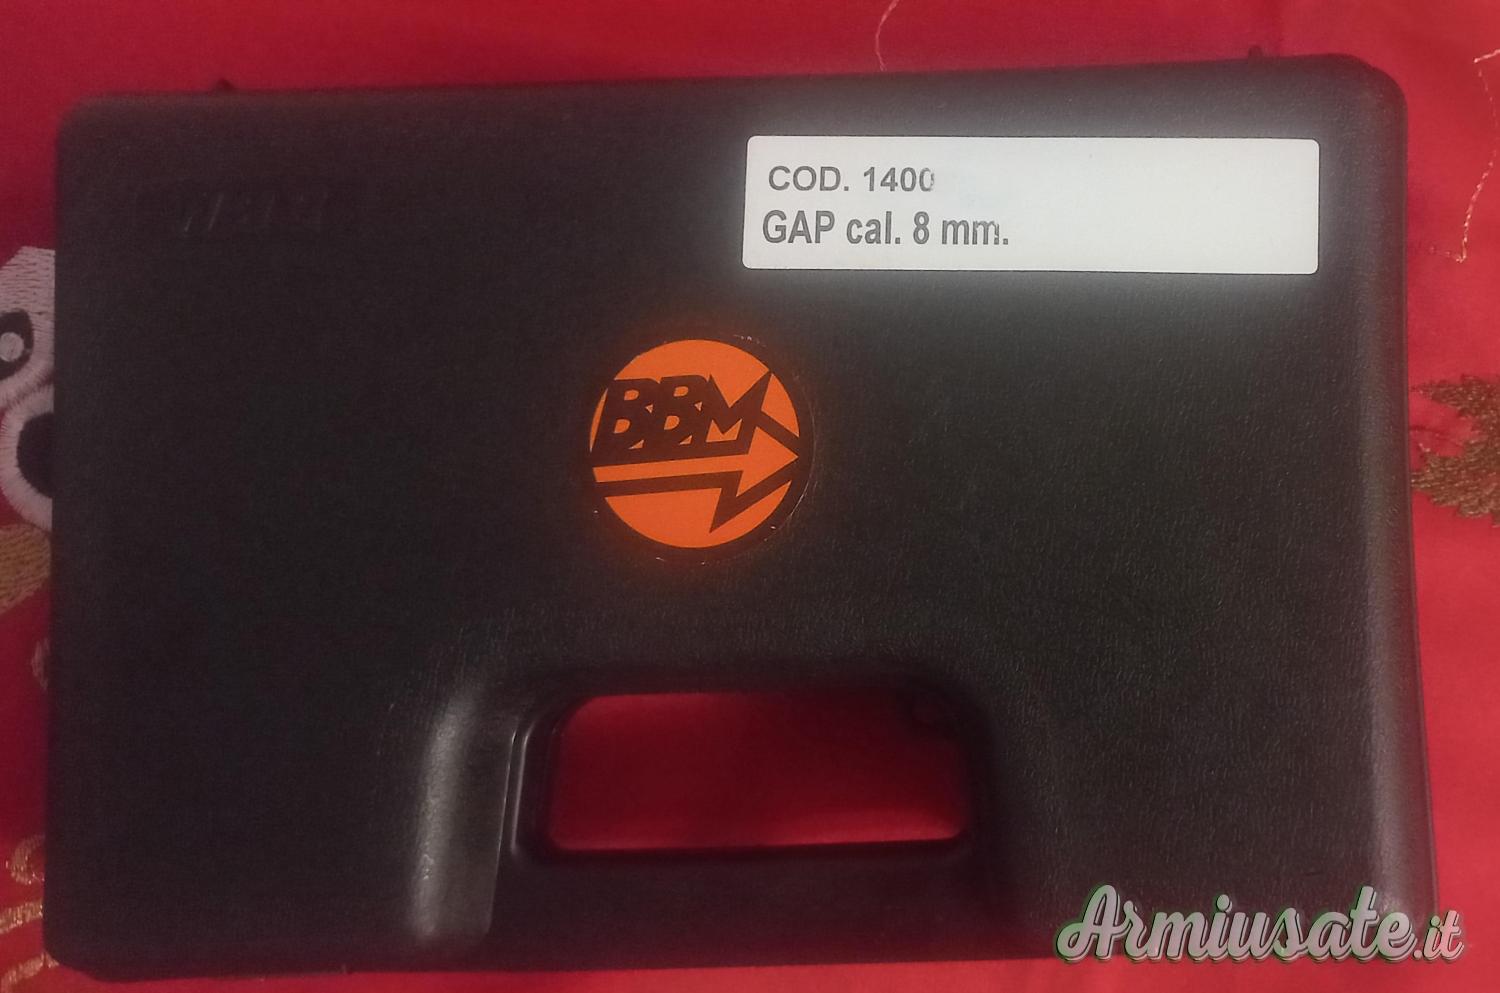 COD. 1400
GAP cal. 8 mm.
BBM
Armiusate.it